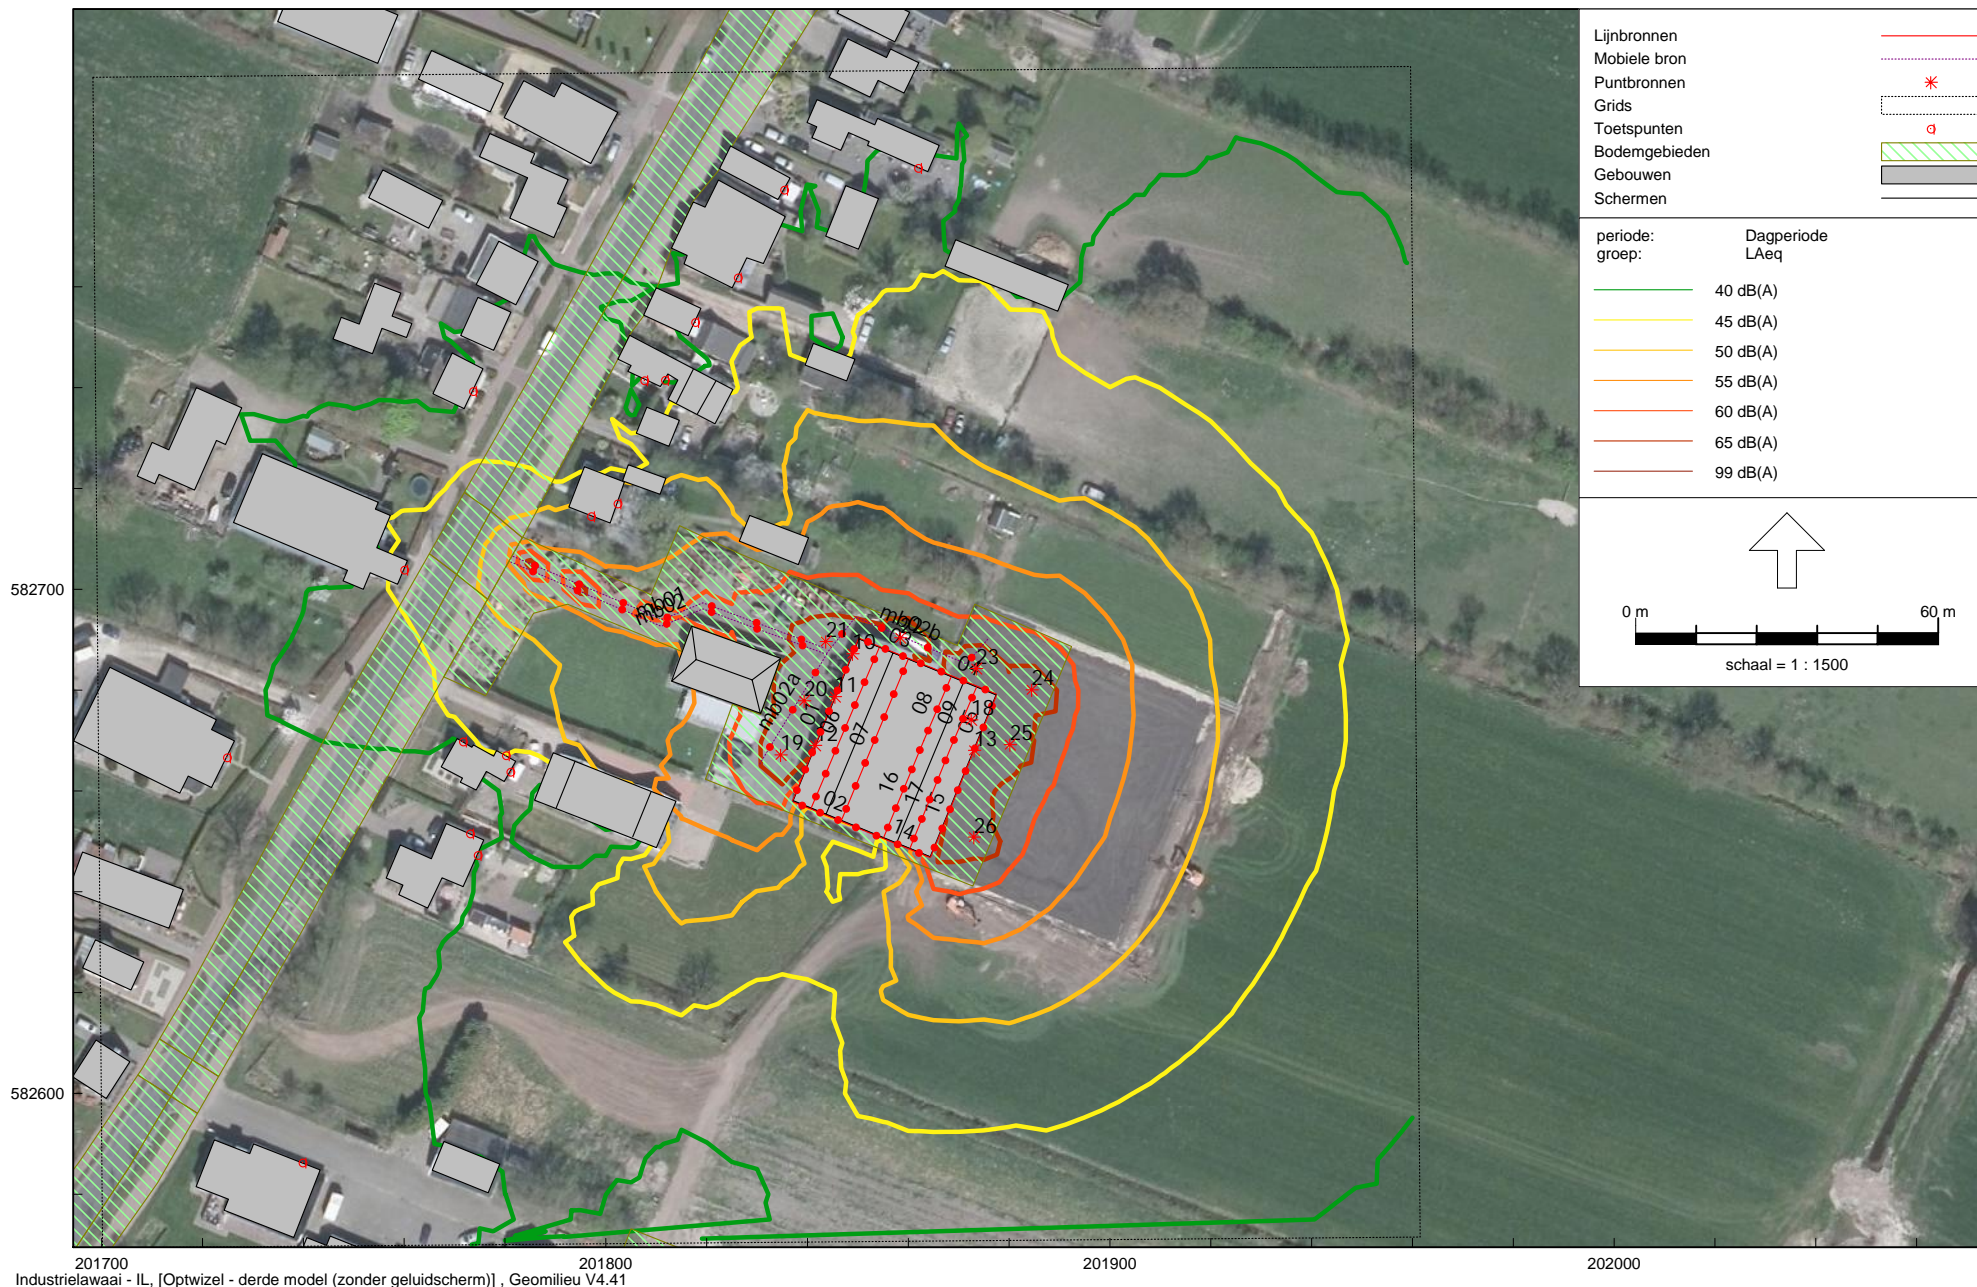 Lijnbronnen
Mobiele bron
Puntbronnen
Grids
Toetspunten
Bodemgebieden
Gebouwen
Schermen
periode: Dagperiode
groep: LAeq
40 dB(A)
45 dB(A)
50 dB(A)
55 dB(A)
60 dB(A)
65 dB(A)
99 dB(A)
0 m 60 m
schaal = 1 : 1500
582700
582600
mb01
mb02
mb02a
21
10
03
23
24
20
11
01
06
12
19
07
08
09
18
05
13
25
16
17
15
02
14
26
201700 201800 201900 202000
Industrielawaai - IL, [Optwizel - derde model (zonder geluidscherm)] , Geomilieu V4.41